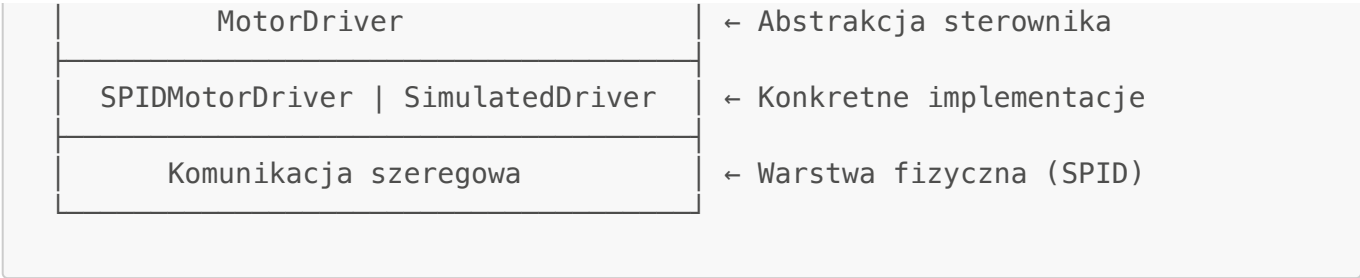 MotorDriver ← Abstrakcja sterownika
SPIDMotorDriver | SimulatedDriver ← Konkretne implementacje
Komunikacja szeregowa ← Warstwa fizyczna (SPID)